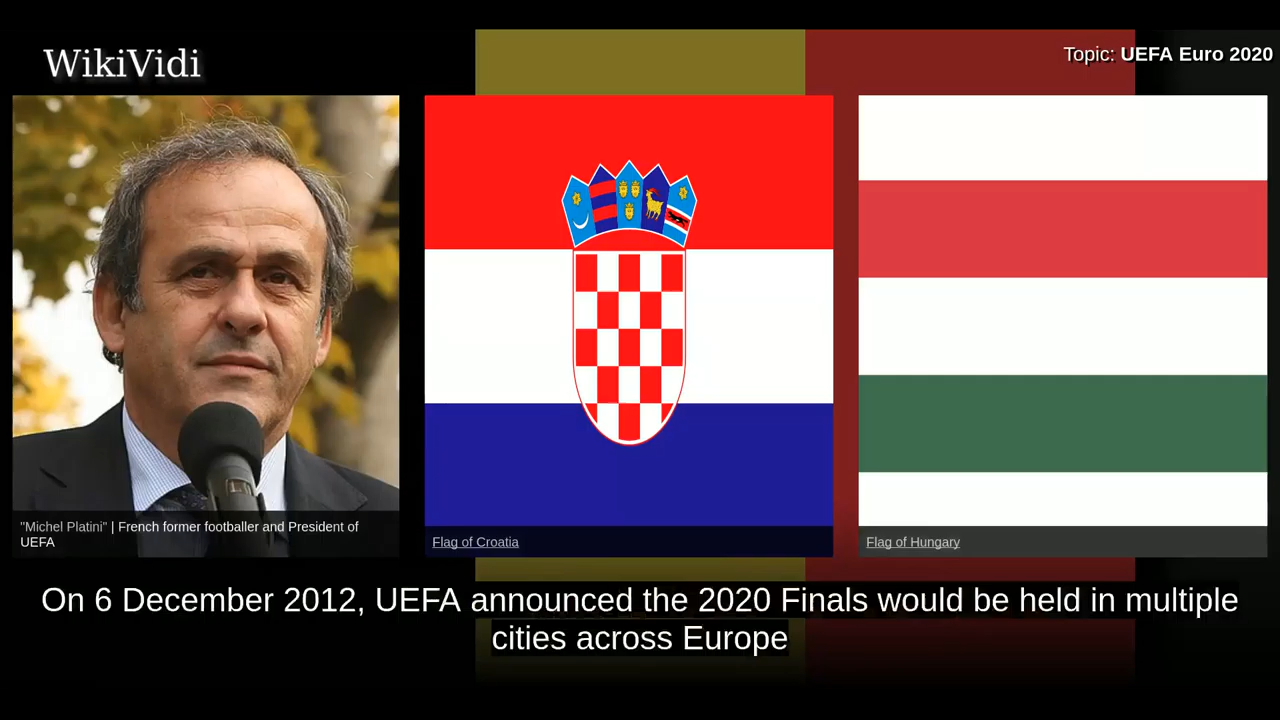 WikiVidi
Topic: UEFA Euro 2020
"Michel Platini" | French former footballer and President of
UEFA
Flag of Croatia
Flag of Hungary
On 6 December 2012, UEFA announced the 2020 Finals would be held in multiple
cities across Europe